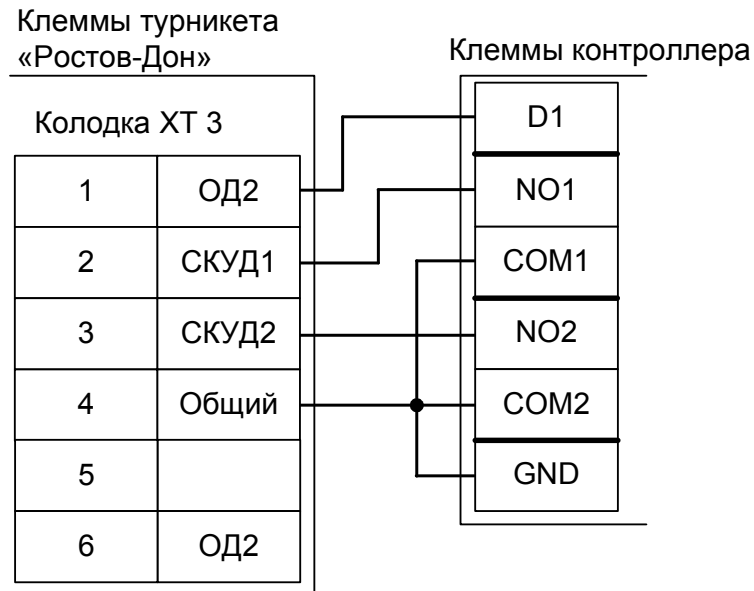 Клеммы турникета
«Ростов-Дон»
Клеммы контроллера
Колодка XT 3
1 ОД2
2 СКУД1
3 СКУД2
4 Общий
5
6 ОД2
D1
NO1
COM1
NO2
COM2
GND